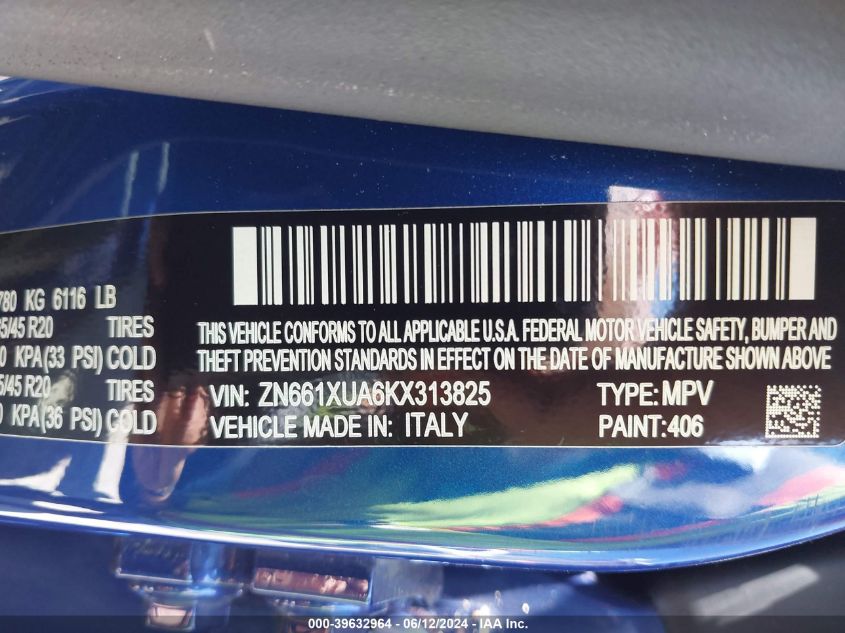 780 KG 6116 LB
5/45 R20 TIRES
0 KPA(33 PSI) COLD
5/45 R20 TIRES
0 KPA(36 PSI) COLD
THIS VEHICLE CONFORMS TO ALL APPLICABLE U.S.A. FEDERAL MOTOR VEHICLE SAFETY, BUMPER AND
THEFT PREVENTION STANDARDS IN EFFECT ON THE DATE OF MANUFACTURE SHOWN ABOVE
VIN: ZN661XUA6KX313825 TYPE: MPV
VEHICLE MADE IN: ITALY PAINT: 406
000-39632964 - 06/12/2024 - IAA Inc.